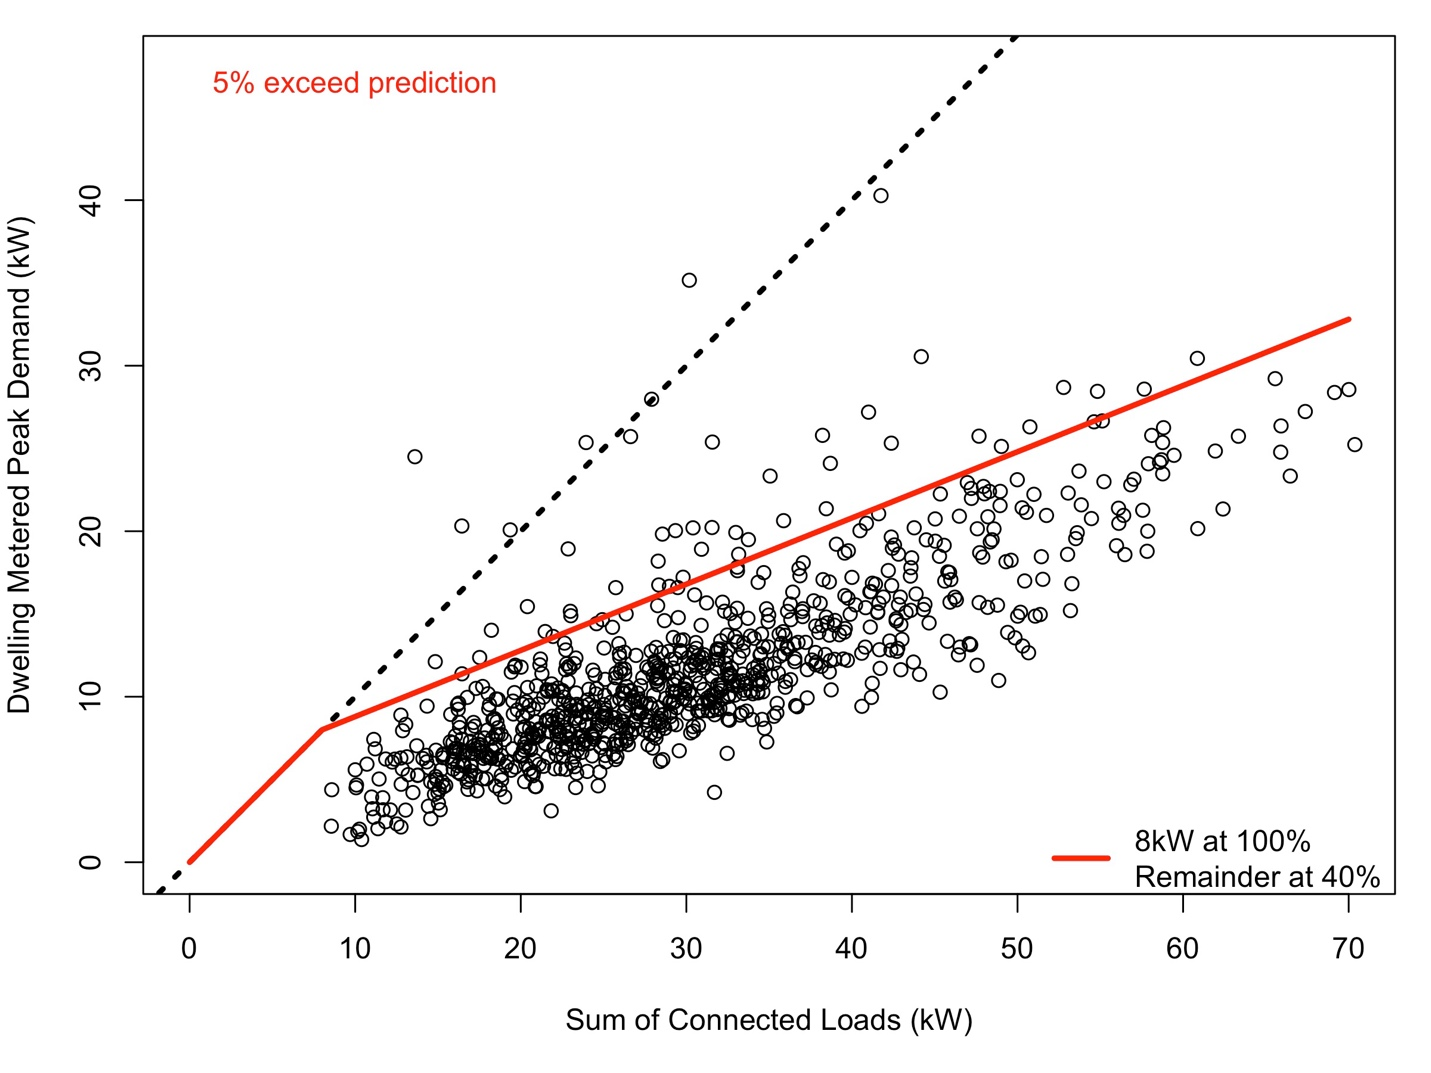 5% exceed prediction
Dwelling Metered Peak Demand (kW)
40
30
20
10
0
8kW at 100%
Remainder at 40%
0 10 20 30 40 50 60 70
Sum of Connected Loads (kW)